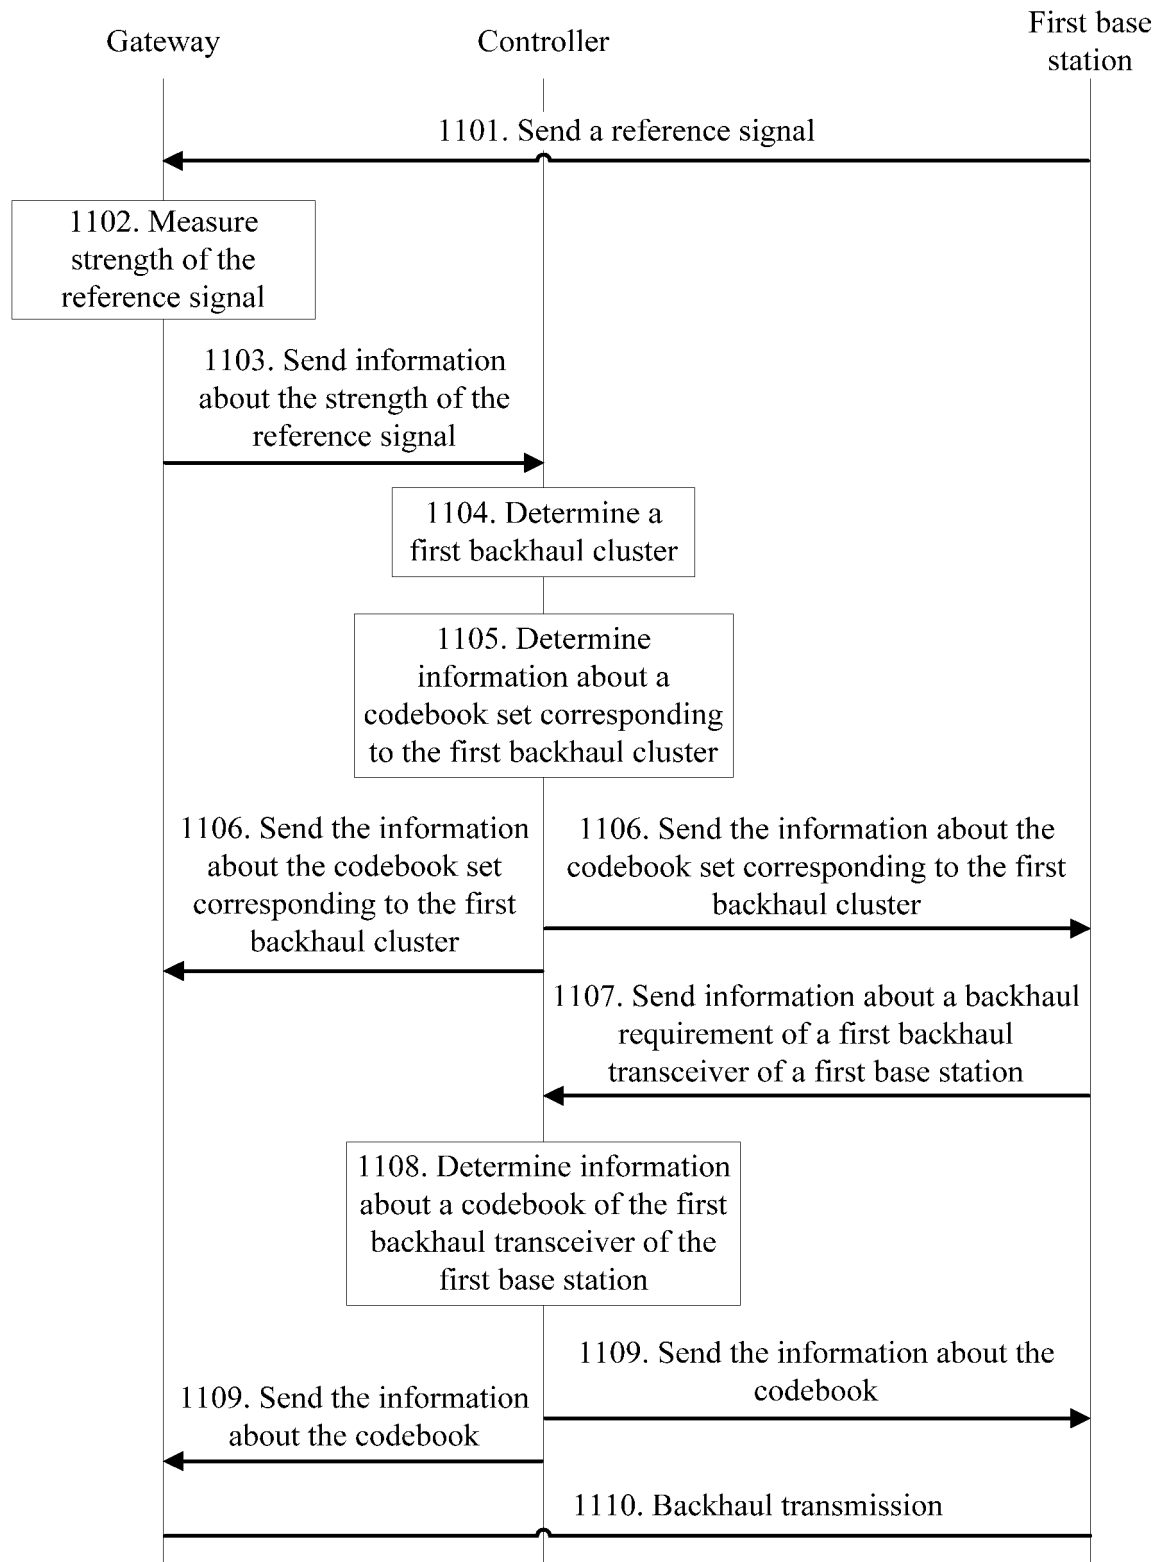 Gateway
Controller
First base
station
1101. Send a reference signal
1102. Measure
strength of the
reference signal
1103. Send information
about the strength of the
reference signal
1104. Determine a
first backhaul cluster
1105. Determine
information about a
codebook set corresponding
to the first backhaul cluster
1106. Send the information
about the codebook set
corresponding to the first
backhaul cluster
1106. Send the information about the
codebook set corresponding to the first
backhaul cluster
1107. Send information about a backhaul
requirement of a first backhaul
transceiver of a first base station
1108. Determine information
about a codebook of the first
backhaul transceiver of the
first base station
1109. Send the information about the
codebook
1109. Send the information
about the codebook
1110. Backhaul transmission